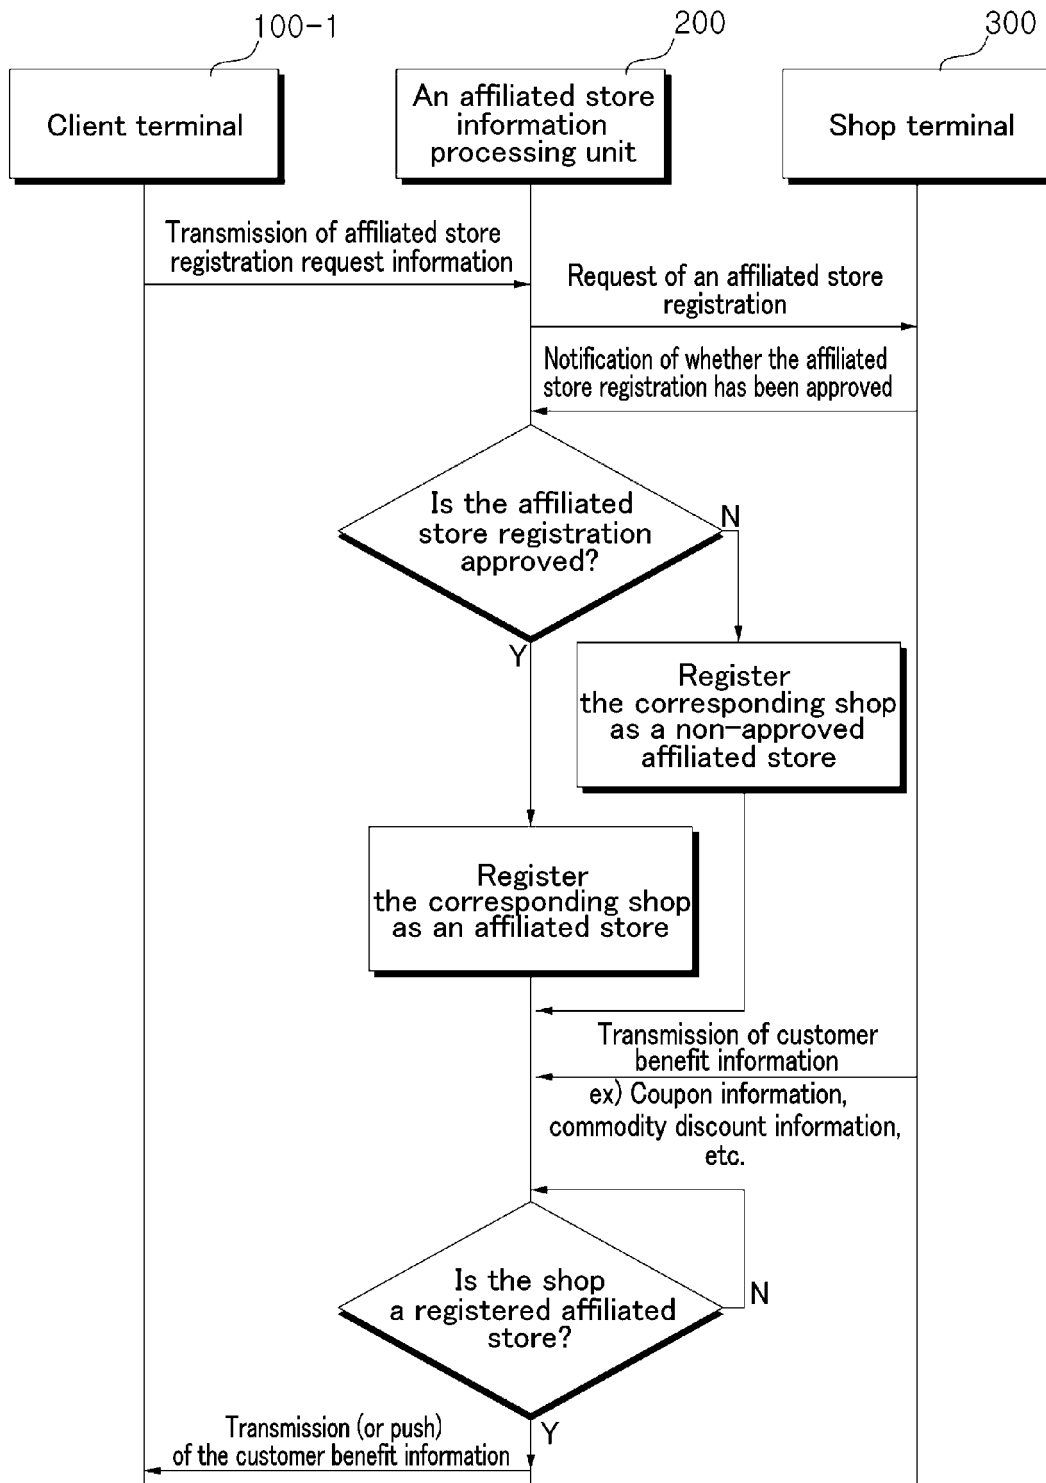 100-1
200
300
Client terminal
An affiliated store
information
processing unit
Shop terminal
Transmission of affiliated store
registration request information
Request of an affiliated store
registration
Notification of whether the affiliated
store registration has been approved
Is the affiliated
store registration
approved?
N
Y
Register
the corresponding shop
as a non-approved
affiliated store
Register
the corresponding shop
as an affiliated store
Transmission of customer
benefit information
ex) Coupon information,
commodity discount information,
etc.
Is the shop
a registered affiliated
store?
N
Y
Transmission (or push)
of the customer benefit information